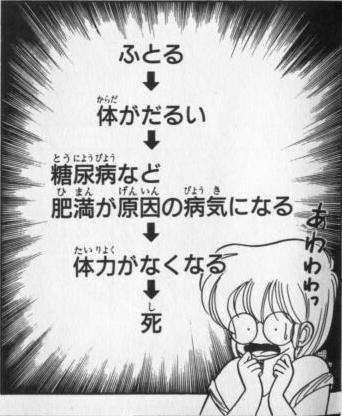 ふとる
↓
体がだるい
↓
糖尿病など
肥満が原因の病気になる
↓
体力がなくなる
↓
死
あわわわっ